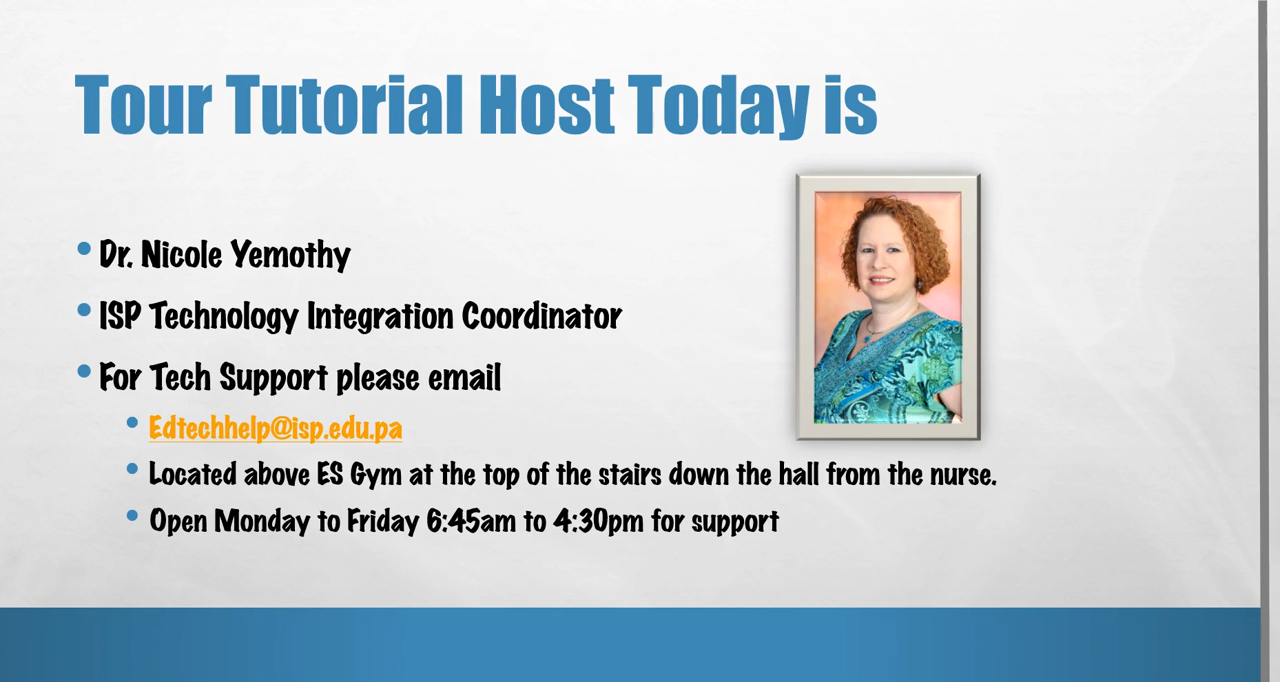 Tour Tutorial Host Today is
Dr. Nicole Yemothy
ISP Technology Integration Coordinator
For Tech Support please email
Edtechhelp@isp.edu.pa
Located above ES Gym at the top of the stairs down the hall from the nurse.
Open Monday to Friday 6:45am to 4:30pm for support